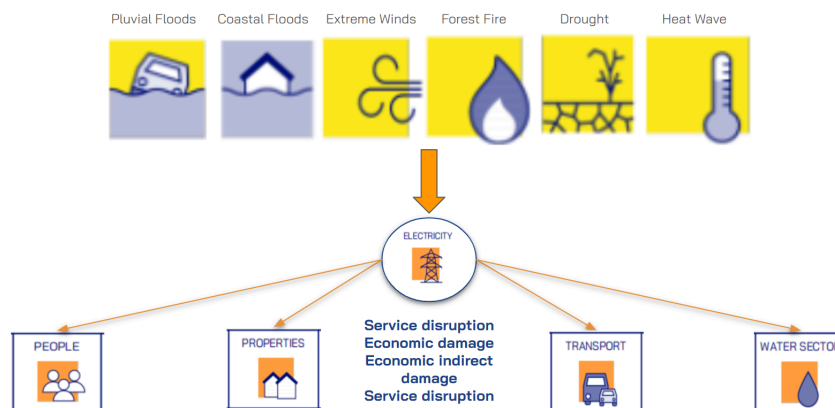 Pluvial Floods Coastal Floods Extreme Winds Forest Fire Drought Heat Wave
ELECTRICITY
PEOPLE
PROPERTIES
Service disruption
Economic damage
Economic indirect
damage
Service disruption
TRANSPORT
WATER SECTOR